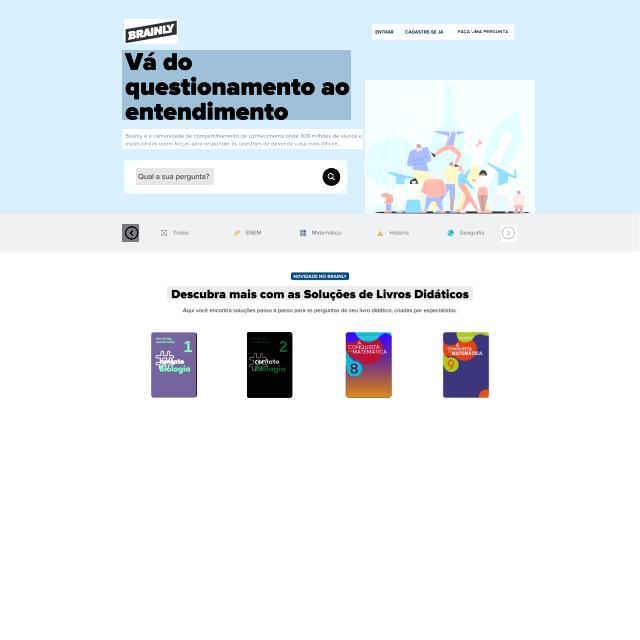 BRAINLY
ENTRAR CADASTRE-SE JÁ FAÇA UMA PERGUNTA
Vá do
questionamento ao
entendimento
Brainly é a comunidade de compartilhamento de conhecimento onde 300 milhões de alunos e
especialistas unem forças para responder às questões de dever de casa mais difíceis.
Qual a sua pergunta?
Todas ENEM Matemática História Geografia
NOVIDADE NO BRAINLY
Descubra mais com as Soluções de Livros Didáticos
Aqui você encontra soluções passo a passo para as perguntas do seu livro didático, criadas por especialistas.
1
contato
Biologia
2
contato
Biologia
A
CONQUISTA
MATEMÁTICA
8
A
CONQUISTA
MATEMÁTICA
9